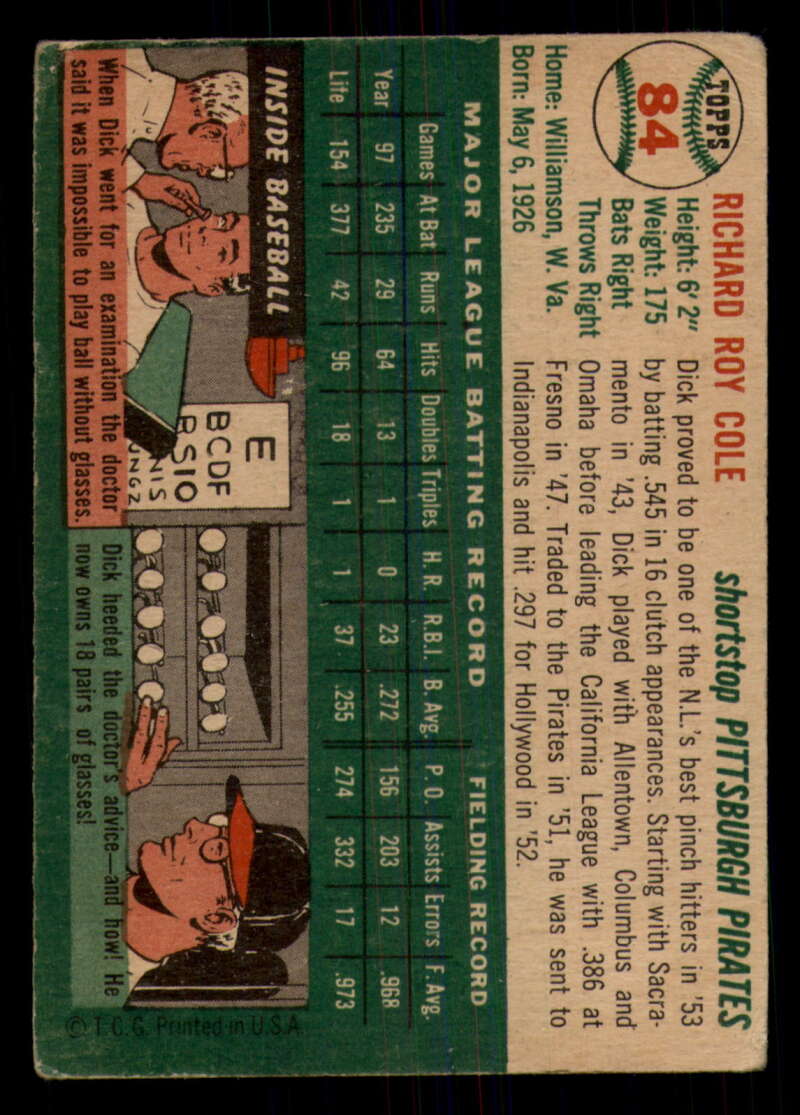 TOPPS
84
RICHARD ROY COLE
Shortstop PITTSBURGH PIRATES
Height: 6' 2"
Weight: 175
Bats Right
Throws Right
Home: Williamson, W. Va.
Born: May 6, 1926
Dick proved to be one of the N.L.'s best pinch hitters in '53
by batting .545 in 16 clutch appearances. Starting with Sacra-
mento in '43, Dick played with Allentown, Columbus and
Omaha before leading the California League with .386 at
Fresno in '47. Traded to the Pirates in '51, he was sent to
Indianapolis and hit .297 for Hollywood in '52.
MAJOR LEAGUE BATTING RECORD FIELDING RECORD
Games At Bat Runs Hits Doubles Triples H. R. R.B.I. B. Avg. P. O. Assists Errors F. Avg.
Year 97 235 29 64 13 1 0 23 .272 156 203 12 .968
Life 154 377 42 96 18 1 1 37 .255 274 332 17 .973
INSIDE BASEBALL
E
BCDF
RSIO
NIS
UNGZ
When Dick went for an examination the doctor
said it was impossible to play ball without glasses.
Dick heeded the doctor's advice—and how! He
now owns 18 pairs of glasses!
© T.C.G. Printed in U.S.A.